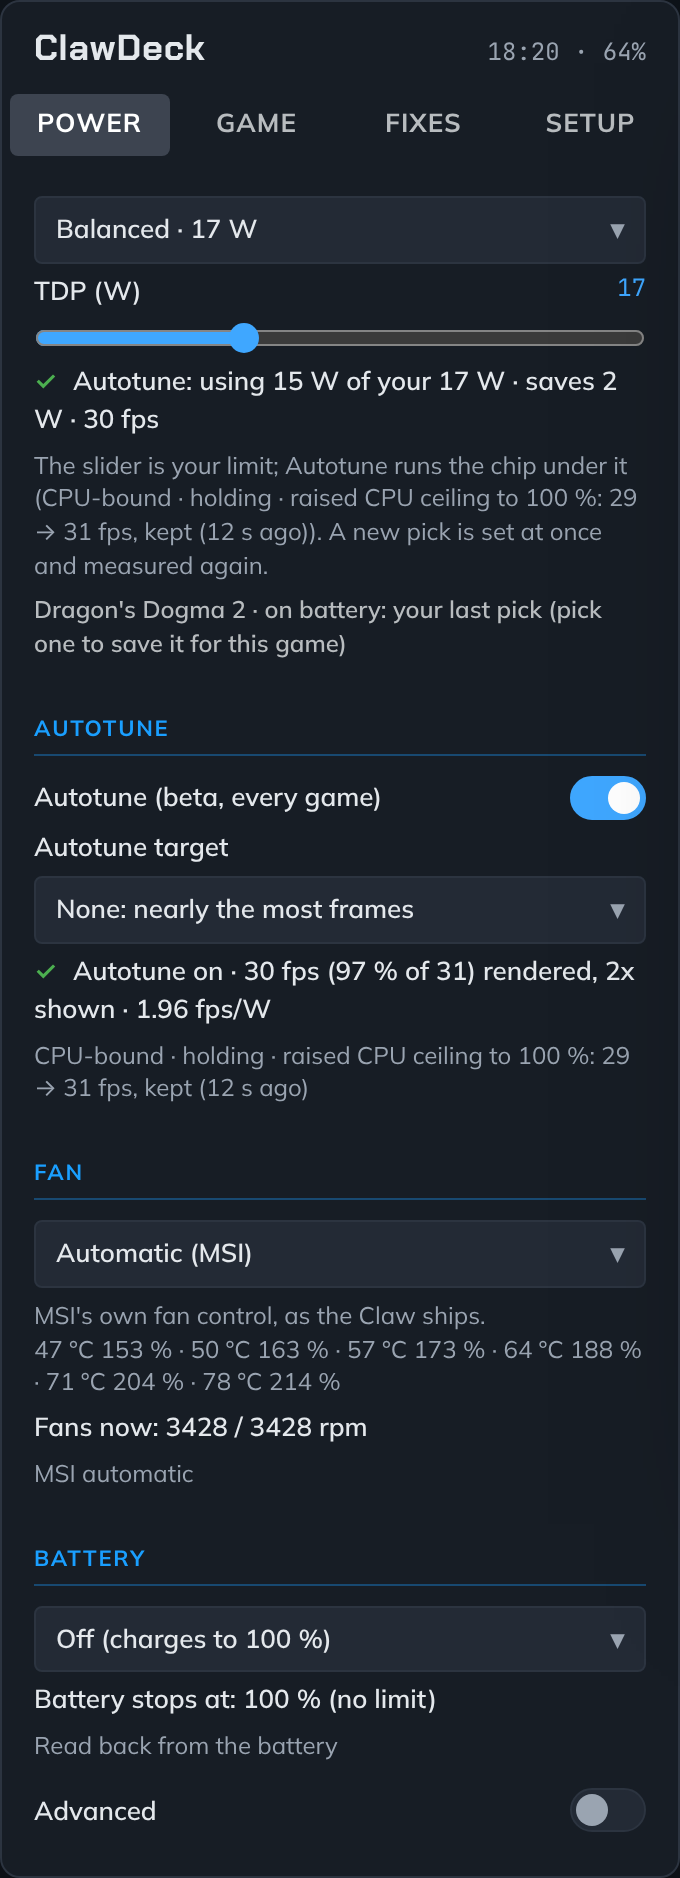 ClawDeck
18:20 · 64%
POWER GAME FIXES SETUP
Balanced · 17 W ▼
TDP (W) 17
✓ Autotune: using 15 W of your 17 W · saves 2
W · 30 fps
The slider is your limit; Autotune runs the chip under it
(CPU-bound · holding · raised CPU ceiling to 100 %: 29
→ 31 fps, kept (12 s ago)). A new pick is set at once
and measured again.
Dragon's Dogma 2 · on battery: your last pick (pick
one to save it for this game)
AUTOTUNE
Autotune (beta, every game)
Autotune target
None: nearly the most frames ▼
✓ Autotune on · 30 fps (97 % of 31) rendered, 2x
shown · 1.96 fps/W
CPU-bound · holding · raised CPU ceiling to 100 %: 29
→ 31 fps, kept (12 s ago)
FAN
Automatic (MSI) ▼
MSI's own fan control, as the Claw ships.
47 °C 153 % · 50 °C 163 % · 57 °C 173 % · 64 °C 188 %
· 71 °C 204 % · 78 °C 214 %
Fans now: 3428 / 3428 rpm
MSI automatic
BATTERY
Off (charges to 100 %) ▼
Battery stops at: 100 % (no limit)
Read back from the battery
Advanced